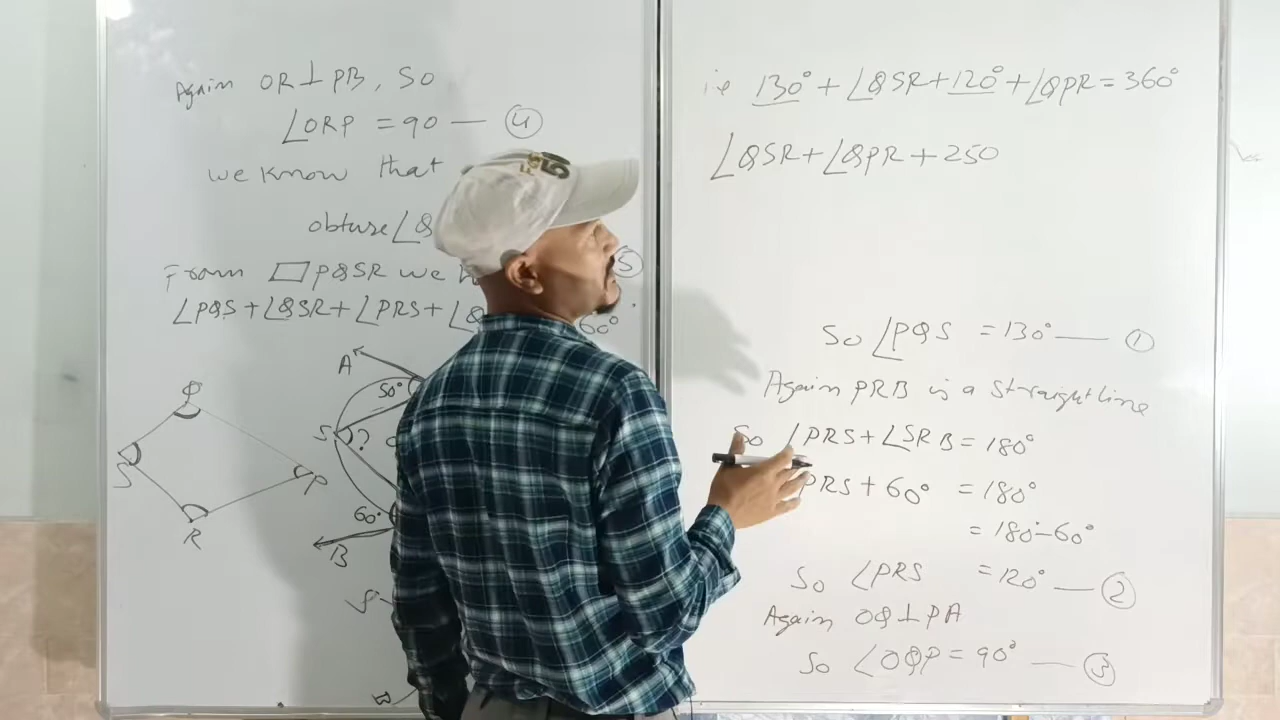 Again OR⊥PB, So
∠ORP = 90 — ④
we know that
obtuse ∠Q
From ▱PQSR we
⑤
∠PQS+∠QSR+∠PRS+∠Q
60°
A
50°
S
?
60°
B
Q
S
P
R
i.e 130° + ∠QSR+120° +∠QPR=360°
∠QSR+∠QPR + 250
So ∠PQS = 130° — ①
Again PRB is a straight line
So ∠PRS+∠SRB = 180°
PRS + 60° = 180°
= 180°-60°
So ∠PRS = 120° — ②
Again OQ⊥PA
So ∠OQP = 90° — ③